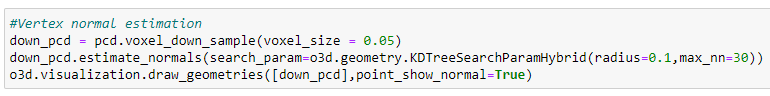 #Vertex normal estimation
down_pcd = pcd.voxel_down_sample(voxel_size = 0.05)
down_pcd.estimate_normals(search_param=o3d.geometry.KDTreeSearchParamHybrid(radius=0.1,max_nn=30))
o3d.visualization.draw_geometries([down_pcd],point_show_normal=True)